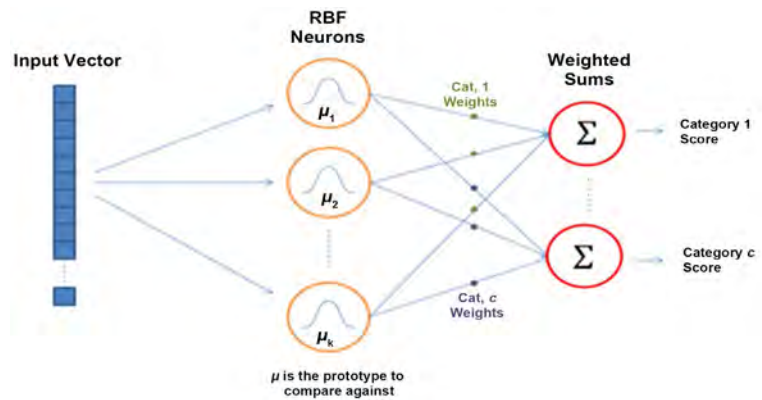 RBF
Neurons
Input Vector
Weighted
Sums
Cat, 1
Weights
μ1
Σ
Category 1
Score
μ2
Σ
Category c
Score
Cat, c
Weights
μk
μ is the prototype to
compare against